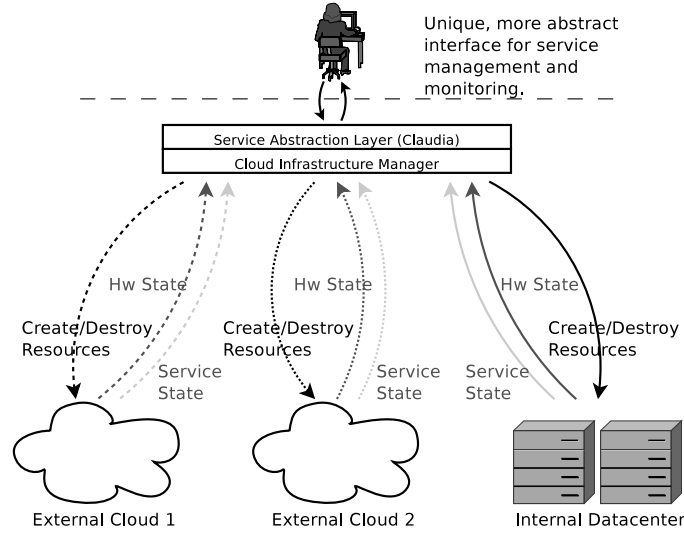 Unique, more abstract
interface for service
management and
monitoring.
Service Abstraction Layer (Claudia)
Cloud Infrastructure Manager
Hw State
Hw State
Hw State
Create/Destroy
Resources
Create/Destroy
Resources
Create/Destroy
Resources
Service
State
Service
State
Service
State
External Cloud 1
External Cloud 2
Internal Datacenter